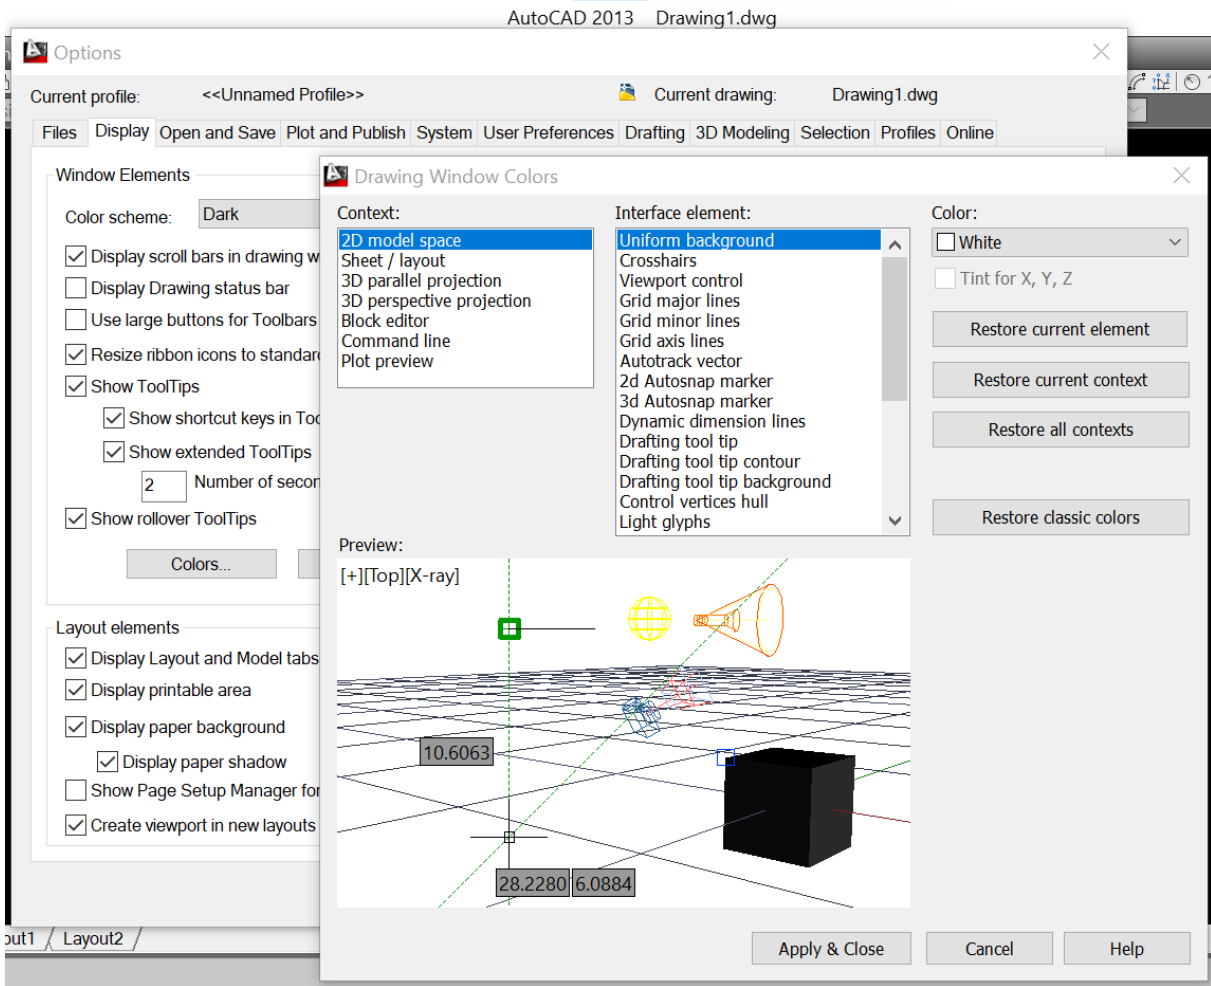 AutoCAD 2013 Drawing1.dwg
Options
Current profile: <<Unnamed Profile>> Current drawing: Drawing1.dwg
Files Display Open and Save Plot and Publish System User Preferences Drafting 3D Modeling Selection Profiles Online
Window Elements
Color scheme: Dark
Display scroll bars in drawing w
Display Drawing status bar
Use large buttons for Toolbars
Resize ribbon icons to standar
Show ToolTips
Show shortcut keys in Too
Show extended ToolTips
2 Number of secon
Show rollover ToolTips
Colors...
Layout elements
Display Layout and Model tabs
Display printable area
Display paper background
Display paper shadow
Show Page Setup Manager for
Create viewport in new layouts
out1 Layout2
Drawing Window Colors
Context:
2D model space
Sheet / layout
3D parallel projection
3D perspective projection
Block editor
Command line
Plot preview
Interface element:
Uniform background
Crosshairs
Viewport control
Grid major lines
Grid minor lines
Grid axis lines
Autotrack vector
2d Autosnap marker
3d Autosnap marker
Dynamic dimension lines
Drafting tool tip
Drafting tool tip contour
Drafting tool tip background
Control vertices hull
Light glyphs
Color:
White
Tint for X, Y, Z
Restore current element
Restore current context
Restore all contexts
Restore classic colors
Preview:
[+][Top][X-ray]
10.6063
28.2280 6.0884
Apply & Close Cancel Help